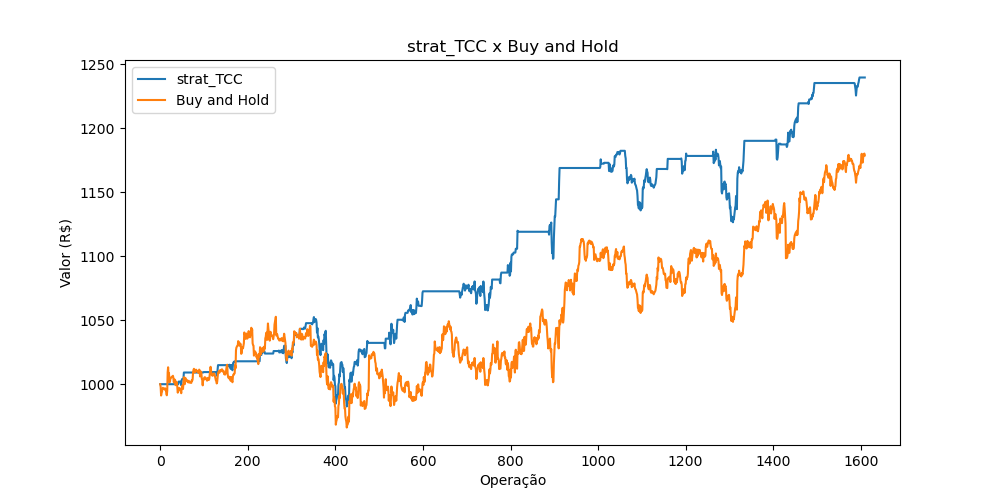 strat_TCC x Buy and Hold
strat_TCC
Buy and Hold
Valor (R$)
1250
1200
1150
1100
1050
1000
0 200 400 600 800 1000 1200 1400 1600
Operação